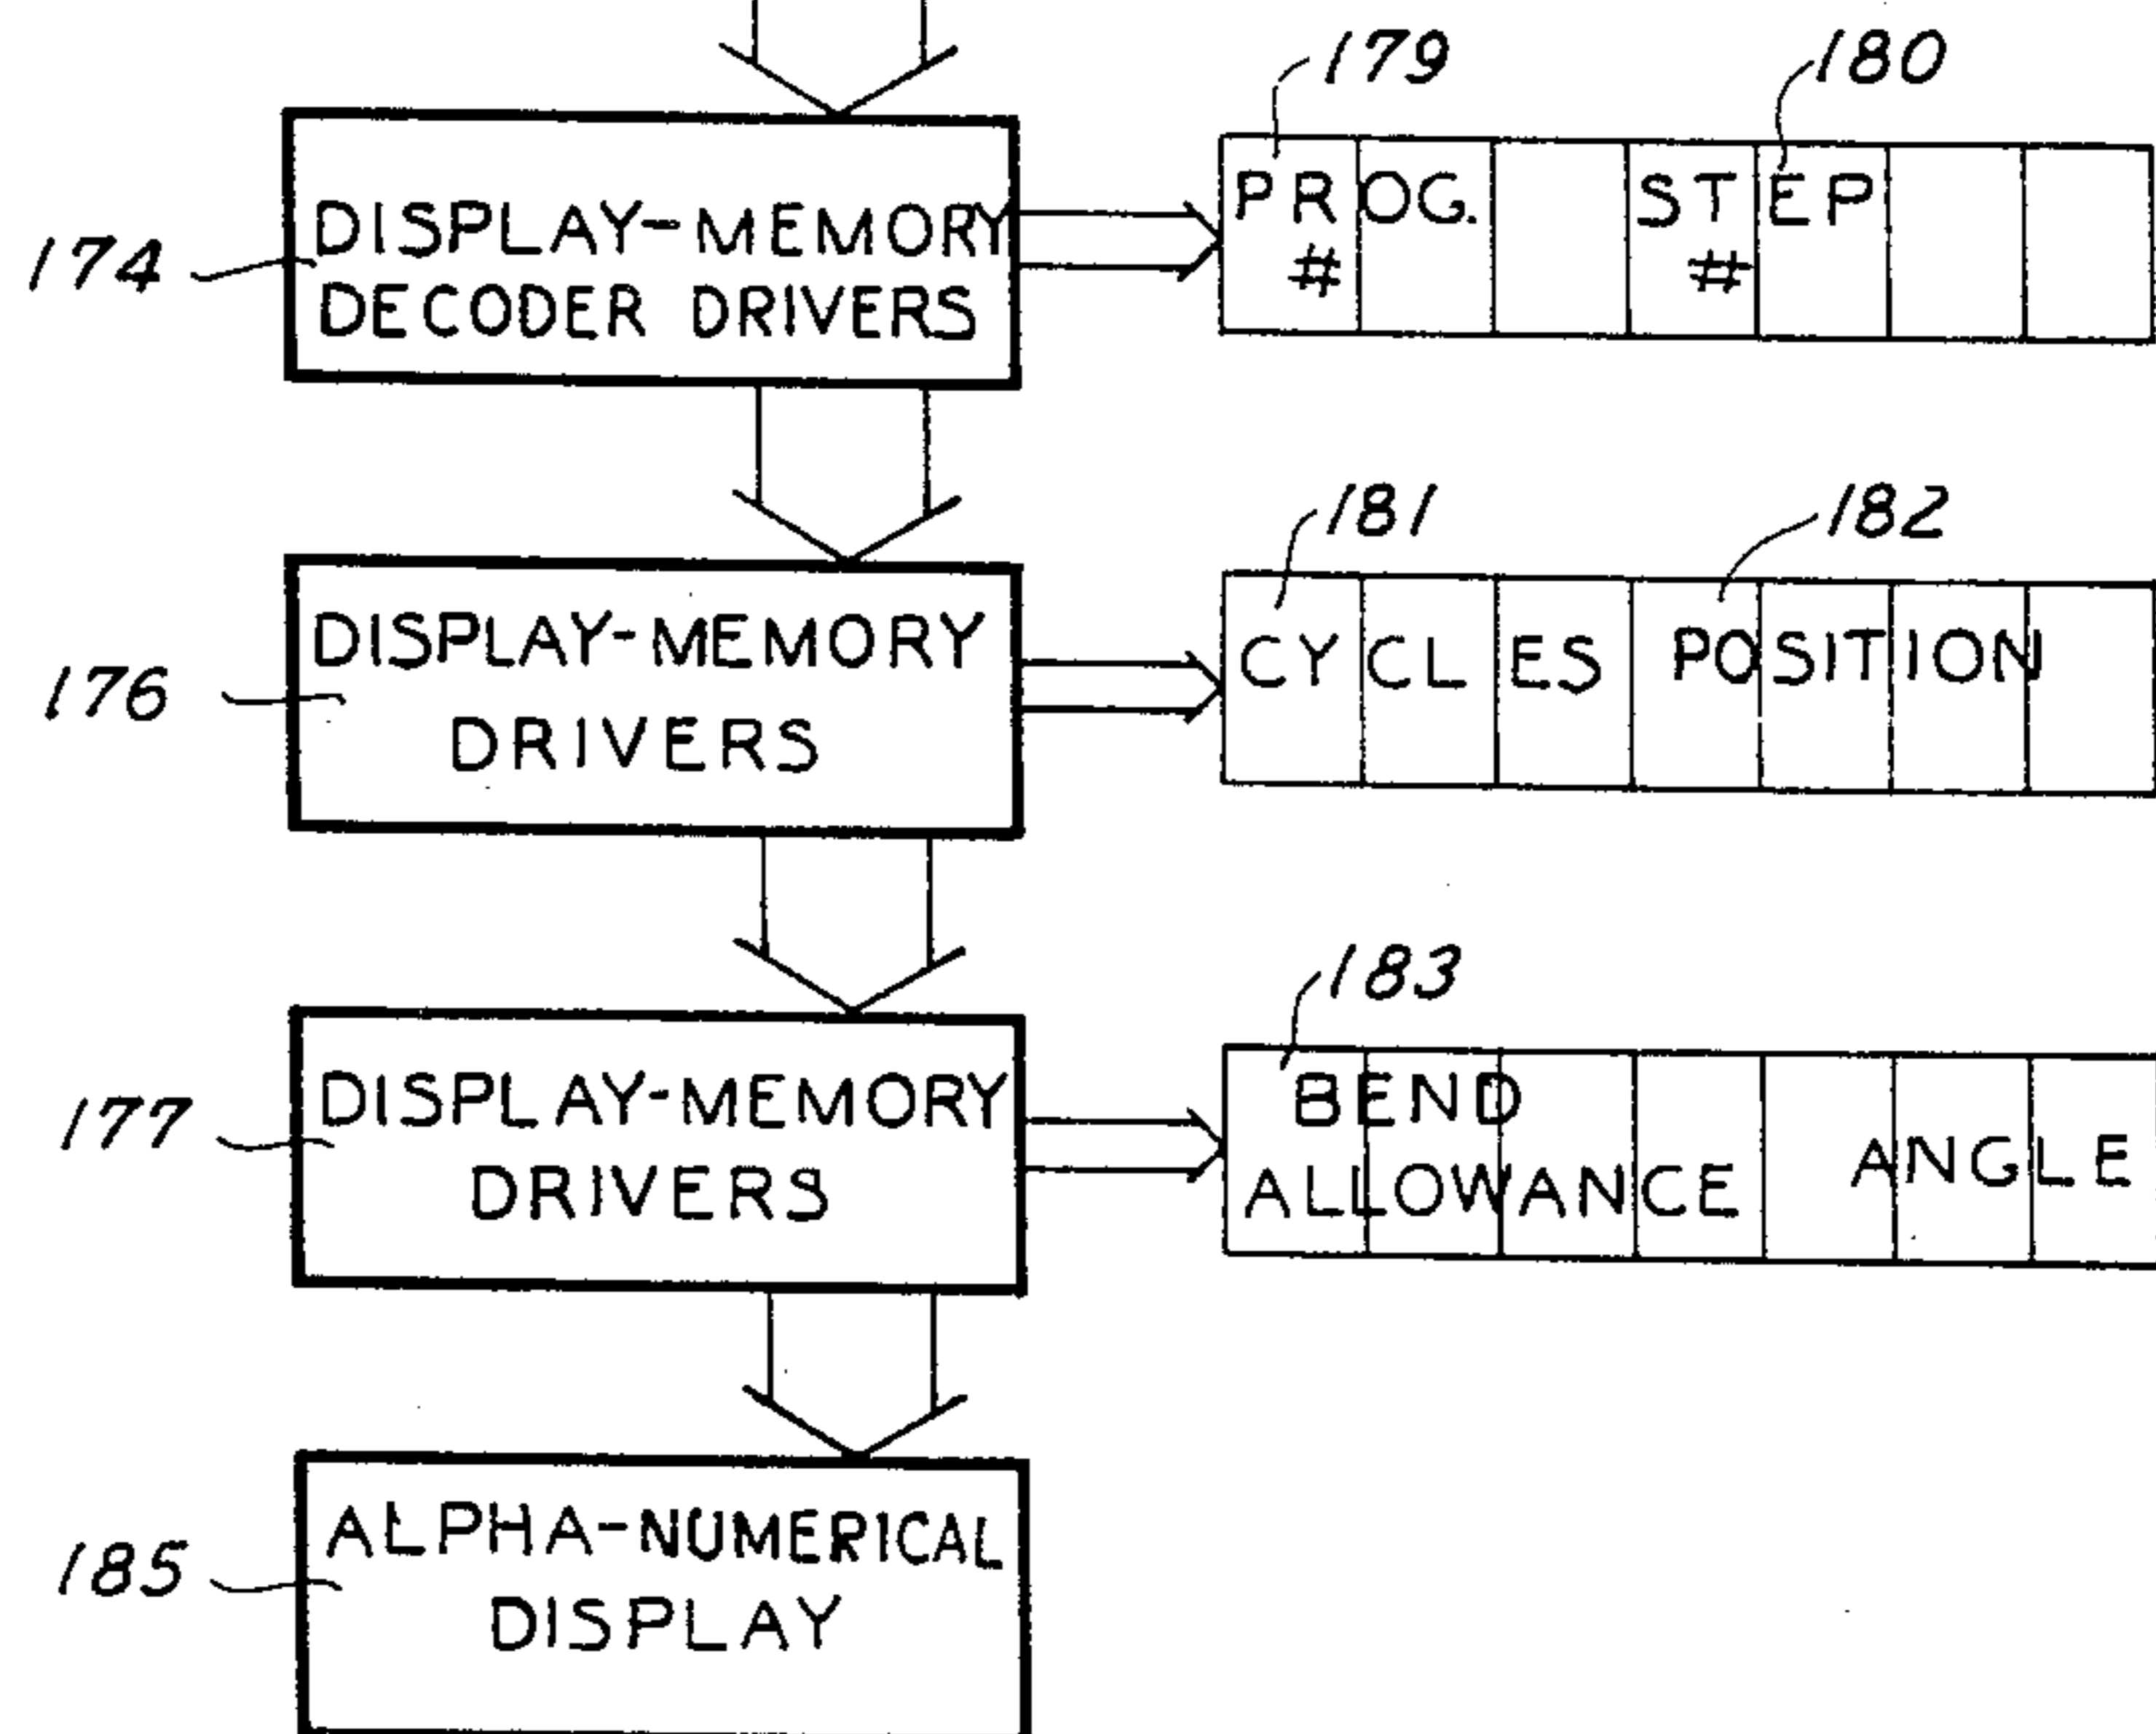 179
180
174
DISPLAY-MEMORY
DECODER DRIVERS
PROG.
#
STEP
#
181
182
176
DISPLAY-MEMORY
DRIVERS
CYCLES
POSITION
183
177
DISPLAY-MEMORY
DRIVERS
BEND
ALLOWANCE
ANGLE
185
ALPHA-NUMERICAL
DISPLAY